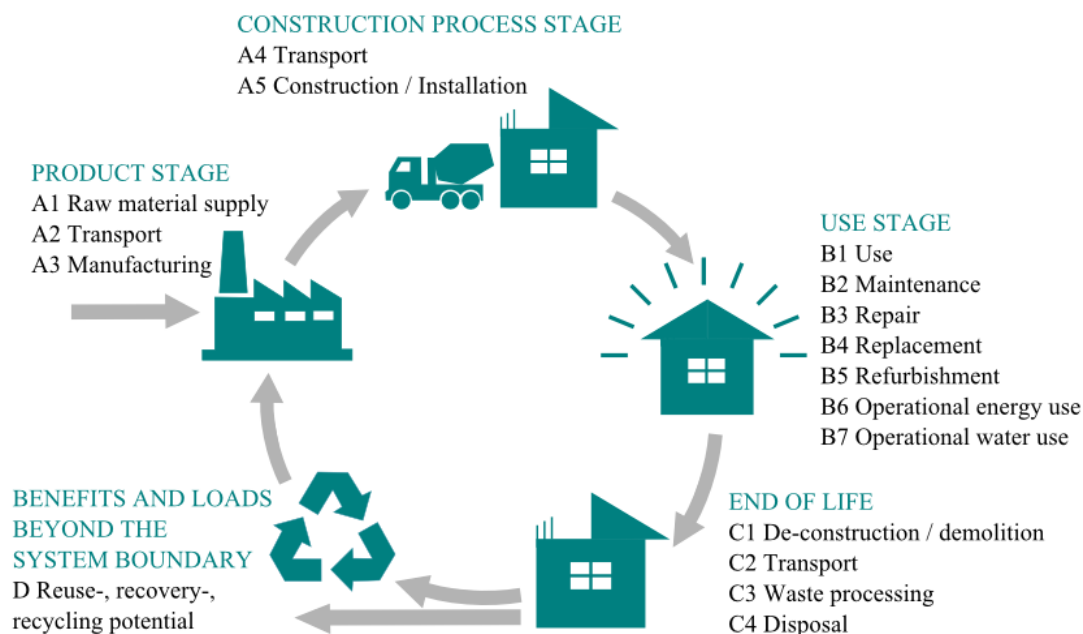 CONSTRUCTION PROCESS STAGE
A4 Transport
A5 Construction / Installation
PRODUCT STAGE
A1 Raw material supply
A2 Transport
A3 Manufacturing
USE STAGE
B1 Use
B2 Maintenance
B3 Repair
B4 Replacement
B5 Refurbishment
B6 Operational energy use
B7 Operational water use
END OF LIFE
C1 De-construction / demolition
C2 Transport
C3 Waste processing
C4 Disposal
BENEFITS AND LOADS
BEYOND THE
SYSTEM BOUNDARY
D Reuse-, recovery-,
recycling potential